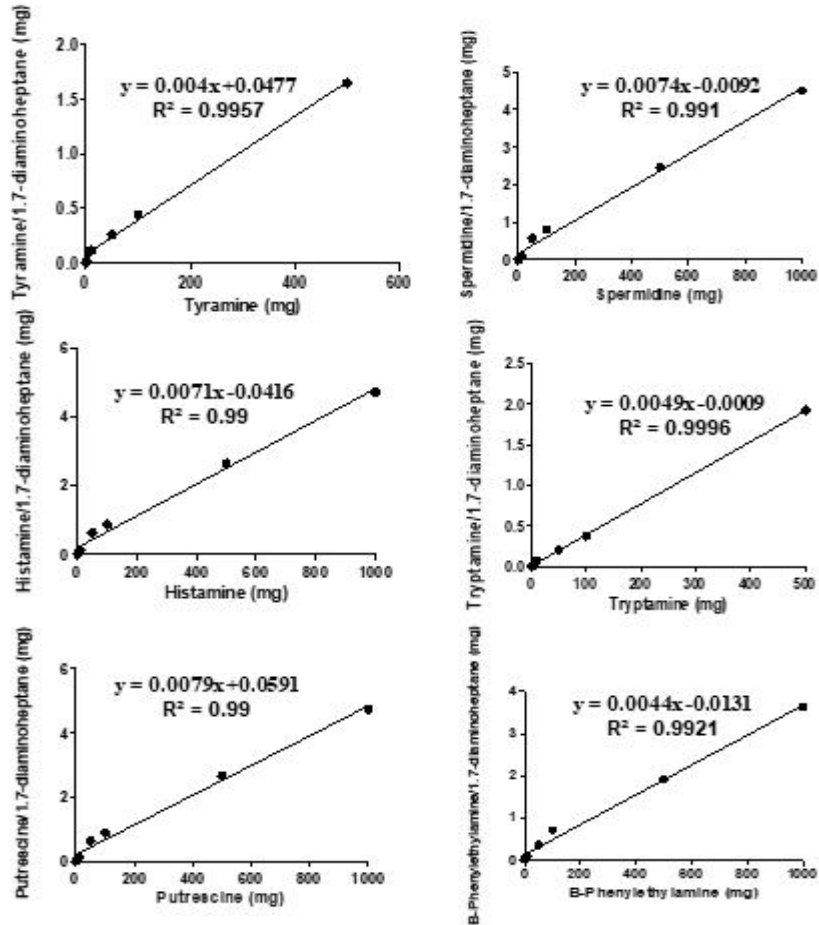 Tyramine/1.7-diaminoheptane (mg)
2.0
1.5
1.0
0.5
0.0
y = 0.004x+0.0477
R² = 0.9957
0 200 400 600
Tyramine (mg)
Spermidine/1.7-diaminoheptane (mg)
5
4
3
2
1
0
y = 0.0074x-0.0092
R² = 0.991
0 200 400 600 800 1000
Spermidine (mg)
Histamine/1.7-diaminoheptane (mg)
6
4
2
0
y = 0.0071x-0.0416
R² = 0.99
0 200 400 600 800 1000
Histamine (mg)
Tryptamine/1.7-diaminoheptane (mg)
2.5
2.0
1.5
1.0
0.5
0.0
y = 0.0049x-0.0009
R² = 0.9996
0 100 200 300 400 500
Tryptamine (mg)
Putrescine/1.7-diaminoheptane (mg)
6
4
2
0
y = 0.0079x+0.0591
R² = 0.99
0 200 400 600 800 1000
Putrescine (mg)
B-Phenylethylamine/1.7-diaminoheptane (mg)
4
3
2
1
0
y = 0.0044x-0.0131
R² = 0.9921
0 200 400 600 800 1000
B-Phenylethylamine (mg)